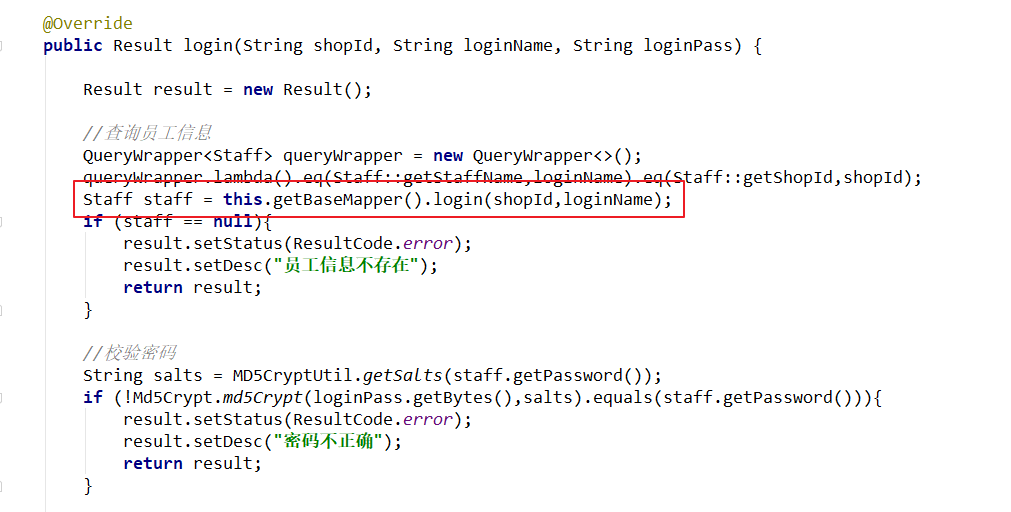 @Override
public Result login(String shopId, String loginName, String loginPass) {
Result result = new Result();
//查询员工信息
QueryWrapper<Staff> queryWrapper = new QueryWrapper<>();
queryWrapper.lambda().eq(Staff::getStaffName,loginName).eq(Staff::getShopId,shopId);
Staff staff = this.getBaseMapper().login(shopId,loginName);
if (staff == null){
result.setStatus(ResultCode.error);
result.setDesc("员工信息不存在");
return result;
}
//校验密码
String salts = MD5CryptUtil.getSalts(staff.getPassword());
if (!Md5Crypt.md5Crypt(loginPass.getBytes(),salts).equals(staff.getPassword())){
result.setStatus(ResultCode.error);
result.setDesc("密码不正确");
return result;
}